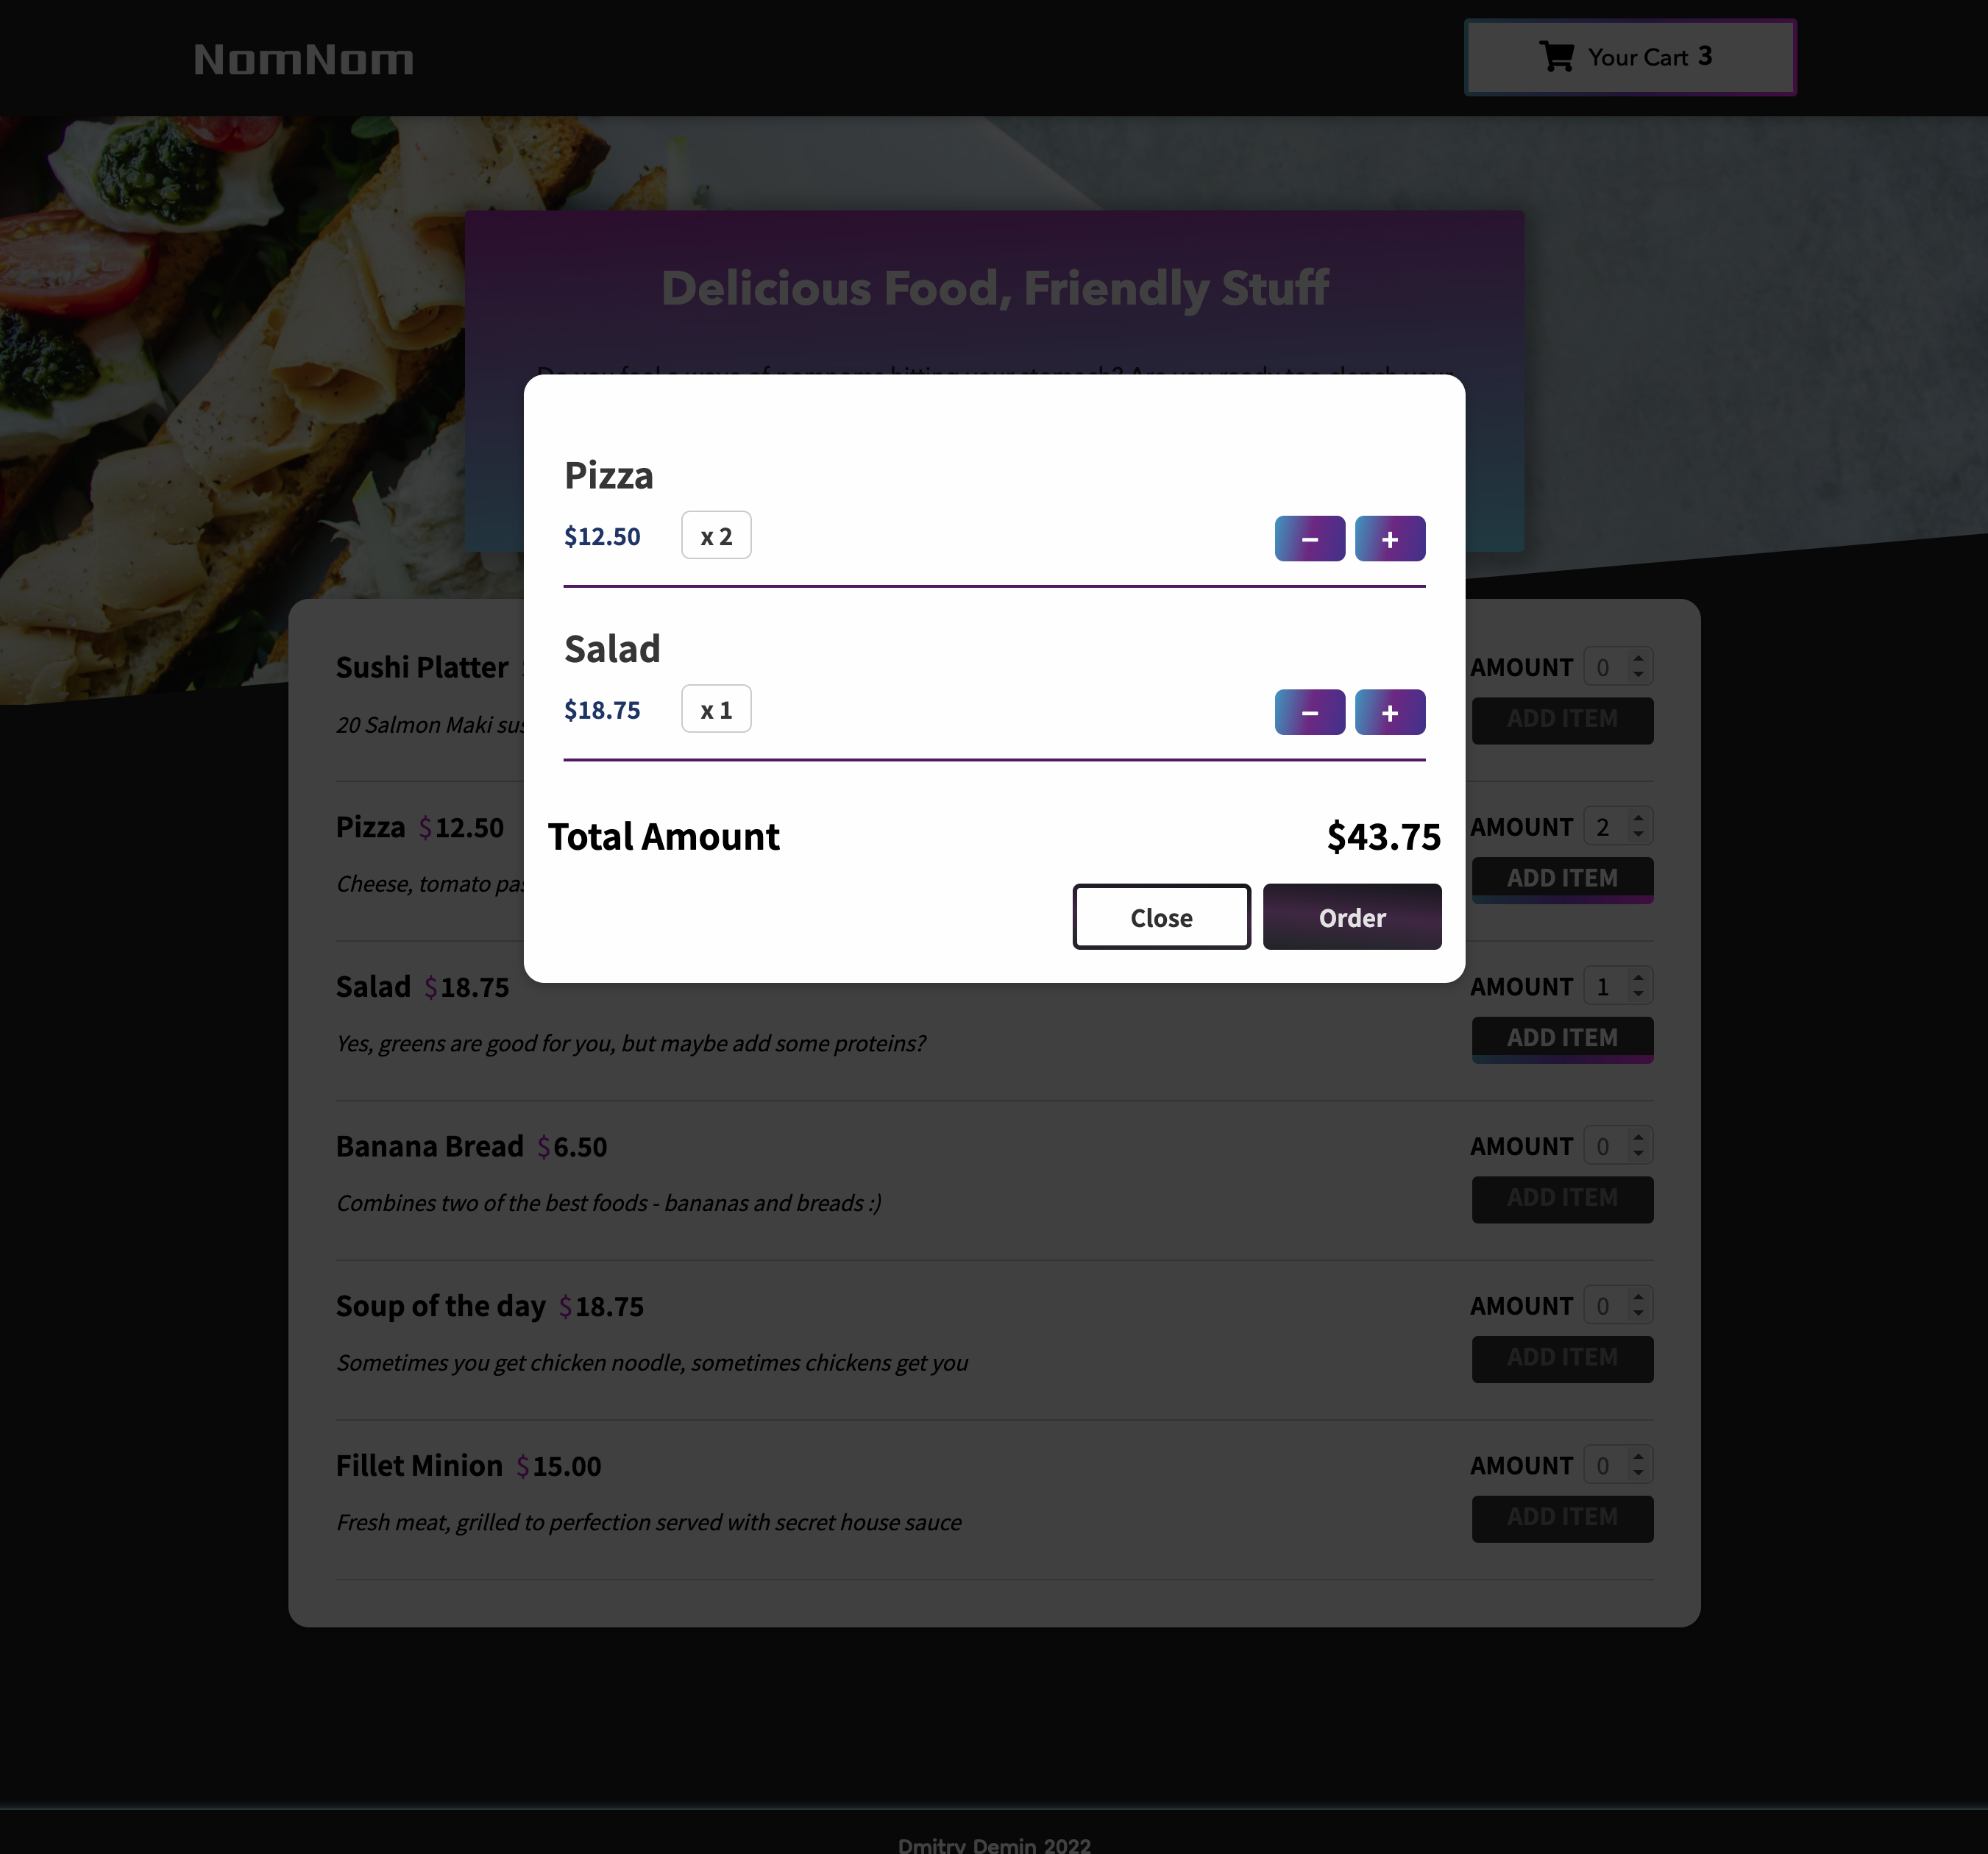 NomNom
Your Cart 3
Delicious Food, Friendly Stuff
Pizza
$12.50 x 2 − +
Salad
$18.75 x 1 − +
Total Amount $43.75
Close Order
Sushi Platter
AMOUNT 0
20 Salmon Maki
ADD ITEM
Pizza $12.50
AMOUNT 2
Cheese, tomato
ADD ITEM
Salad $18.75
AMOUNT 1
Yes, greens are good for you, but maybe add some proteins?
ADD ITEM
Banana Bread $6.50
AMOUNT 0
Combines two of the best foods - bananas and breads :)
ADD ITEM
Soup of the day $18.75
AMOUNT 0
Sometimes you get chicken noodle, sometimes chickens get you
ADD ITEM
Fillet Minion $15.00
AMOUNT 0
Fresh meat, grilled to perfection served with secret house sauce
ADD ITEM
Dmitry Demin 2022